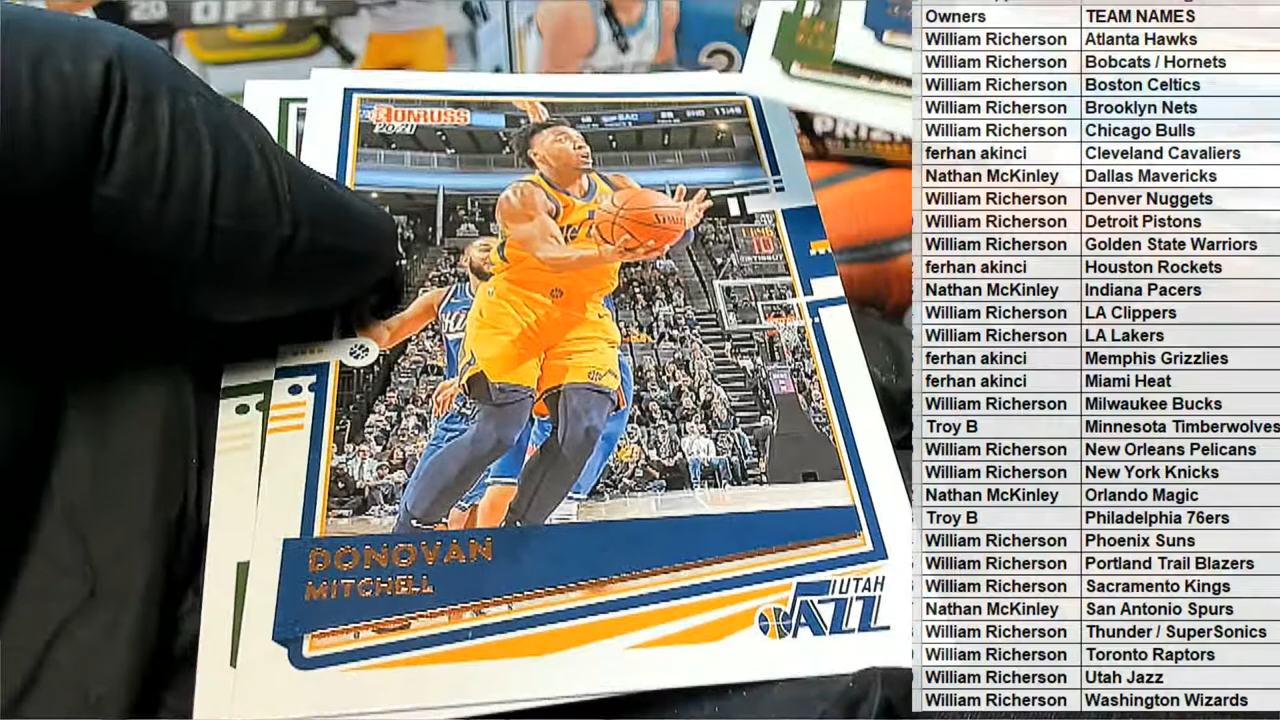 OPTIC
20
DONRUSS
2021
PRIZM
DONOVAN
MITCHELL
UTAH
JAZZ
Owners TEAM NAMES
William Richerson Atlanta Hawks
William Richerson Bobcats / Hornets
William Richerson Boston Celtics
William Richerson Brooklyn Nets
William Richerson Chicago Bulls
ferhan akinci Cleveland Cavaliers
Nathan McKinley Dallas Mavericks
William Richerson Denver Nuggets
William Richerson Detroit Pistons
William Richerson Golden State Warriors
ferhan akinci Houston Rockets
Nathan McKinley Indiana Pacers
William Richerson LA Clippers
William Richerson LA Lakers
ferhan akinci Memphis Grizzlies
ferhan akinci Miami Heat
William Richerson Milwaukee Bucks
Troy B Minnesota Timberwolves
William Richerson New Orleans Pelicans
William Richerson New York Knicks
Nathan McKinley Orlando Magic
Troy B Philadelphia 76ers
William Richerson Phoenix Suns
William Richerson Portland Trail Blazers
William Richerson Sacramento Kings
Nathan McKinley San Antonio Spurs
William Richerson Thunder / SuperSonics
William Richerson Toronto Raptors
William Richerson Utah Jazz
William Richerson Washington Wizards